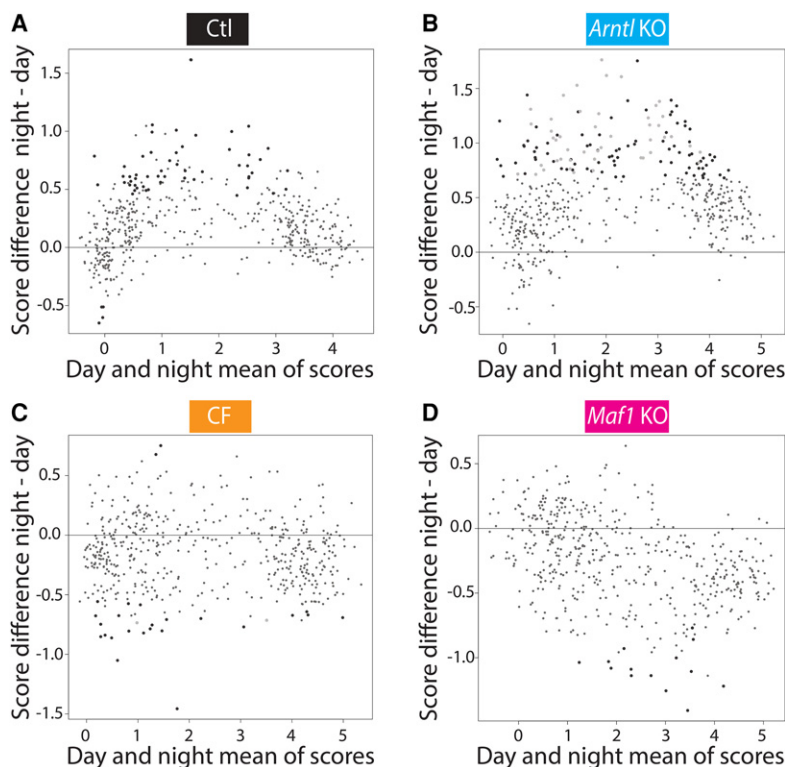 A
Ctl
Score difference night - day
1.5
1.0
0.5
0.0
-0.5
0 1 2 3 4
Day and night mean of scores
B
Arntl KO
Score difference night - day
1.5
1.0
0.5
0.0
-0.5
0 1 2 3 4 5
Day and night mean of scores
C
CF
Score difference night - day
0.5
0.0
-0.5
-1.0
-1.5
0 1 2 3 4 5
Day and night mean of scores
D
Maf1 KO
Score difference night - day
0.5
0.0
-0.5
-1.0
0 1 2 3 4 5
Day and night mean of scores